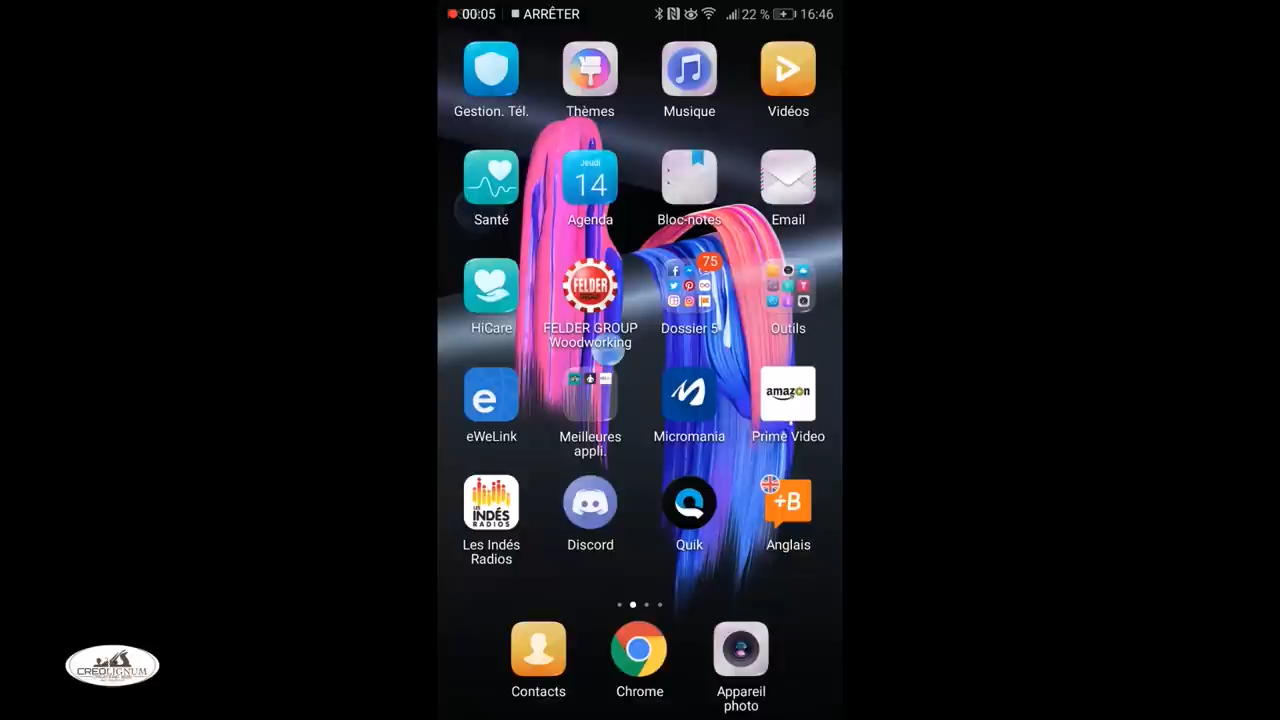 00:05 ARRÊTER 22 % 16:46
Gestion. Tél. Thèmes Musique Vidéos
Jeudi
14
Santé Agenda Bloc-notes Email
75
FELDER
HiCare FELDER GROUP Woodworking Dossier 5 Outils
e amazon
eWeLink Meilleures appli. Micromania Prime Video
LES INDÉS RADIOS +B
Les Indés Radios Discord Quik Anglais
CREOLIGNUM
Contacts Chrome Appareil photo